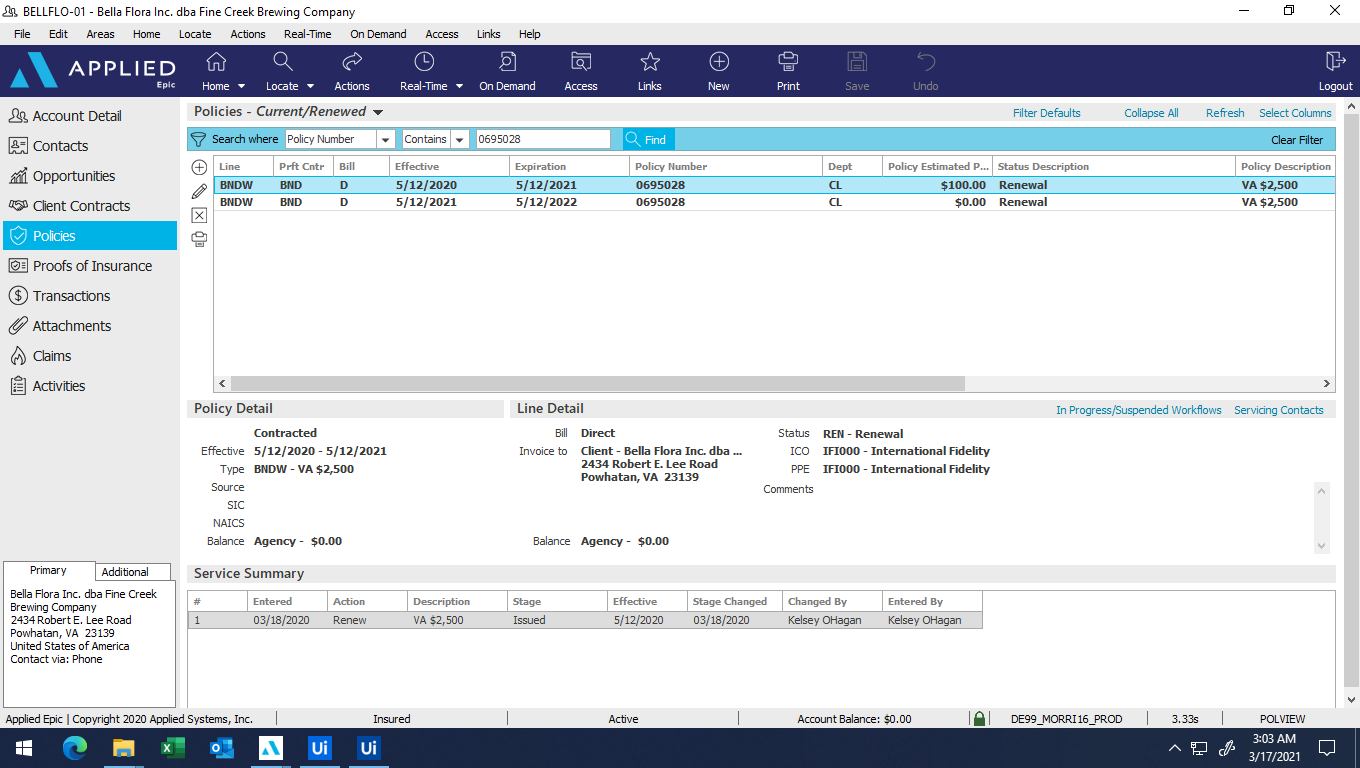 BELLFLO-01 - Bella Flora Inc. dba Fine Creek Brewing Company
File Edit Areas Home Locate Actions Real-Time On Demand Access Links Help
APPLIED
Epic
Home Locate Actions Real-Time On Demand Access Links New Print Save Undo Logout
Account Detail
Contacts
Opportunities
Client Contracts
Policies
Proofs of Insurance
Transactions
Attachments
Claims
Activities
Policies - Current/Renewed
Filter Defaults Collapse All Refresh Select Columns
Search where Policy Number Contains 0695028 Find Clear Filter
Line Prft Cntr Bill Effective Expiration Policy Number Dept Policy Estimated P... Status Description Policy Description
BNDW BND D 5/12/2020 5/12/2021 0695028 CL $100.00 Renewal VA $2,500
BNDW BND D 5/12/2021 5/12/2022 0695028 CL $0.00 Renewal VA $2,500
Policy Detail
Contracted
Effective 5/12/2020 - 5/12/2021
Type BNDW - VA $2,500
Source
SIC
NAICS
Balance Agency - $0.00
Line Detail
In Progress/Suspended Workflows Servicing Contacts
Bill Direct
Invoice to Client - Bella Flora Inc. dba ...
2434 Robert E. Lee Road
Powhatan, VA 23139
Balance Agency - $0.00
Status REN - Renewal
ICO IFI000 - International Fidelity
PPE IFI000 - International Fidelity
Comments
Service Summary
# Entered Action Description Stage Effective Stage Changed Changed By Entered By
1 03/18/2020 Renew VA $2,500 Issued 5/12/2020 03/18/2020 Kelsey OHagan Kelsey OHagan
Primary Additional
Bella Flora Inc. dba Fine Creek
Brewing Company
2434 Robert E. Lee Road
Powhatan, VA 23139
United States of America
Contact via: Phone
Applied Epic | Copyright 2020 Applied Systems, Inc. Insured Active Account Balance: $0.00 DE99_MORRI16_PROD 3.33s POLVIEW
Ui Ui
3:03 AM
3/17/2021